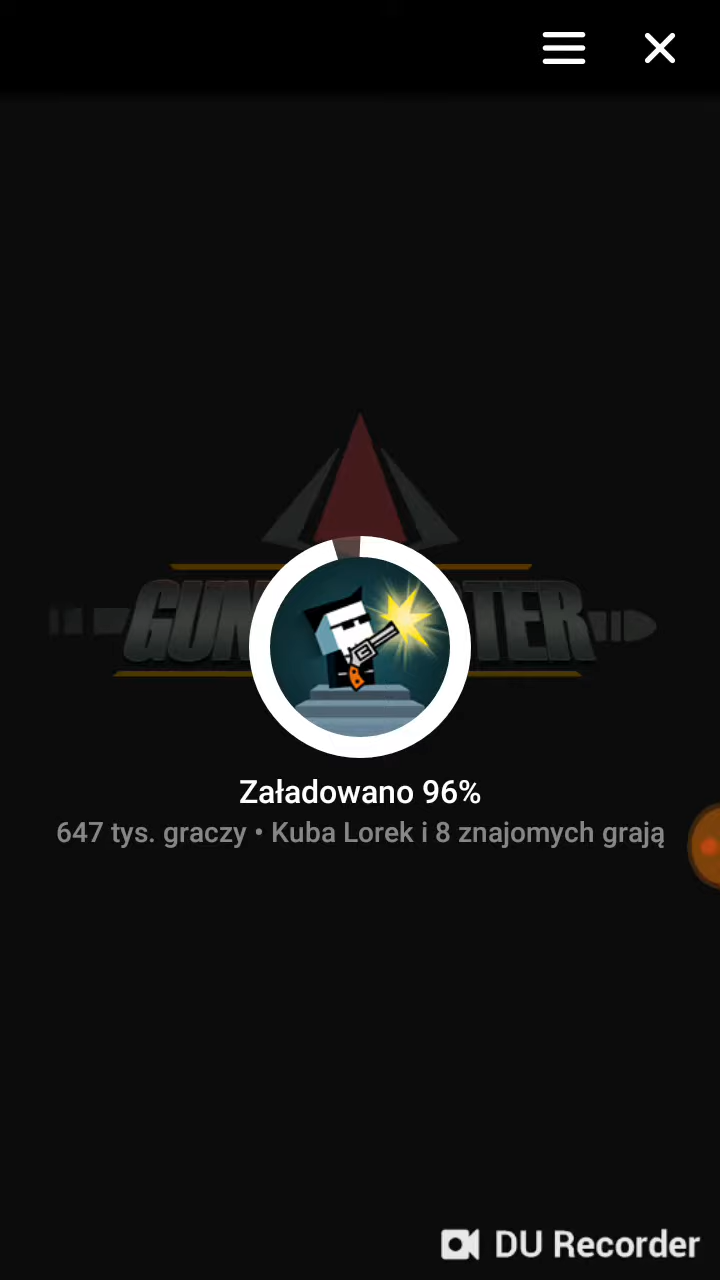 Załadowano 96%
647 tys. graczy • Kuba Lorek i 8 znajomych grają
DU Recorder